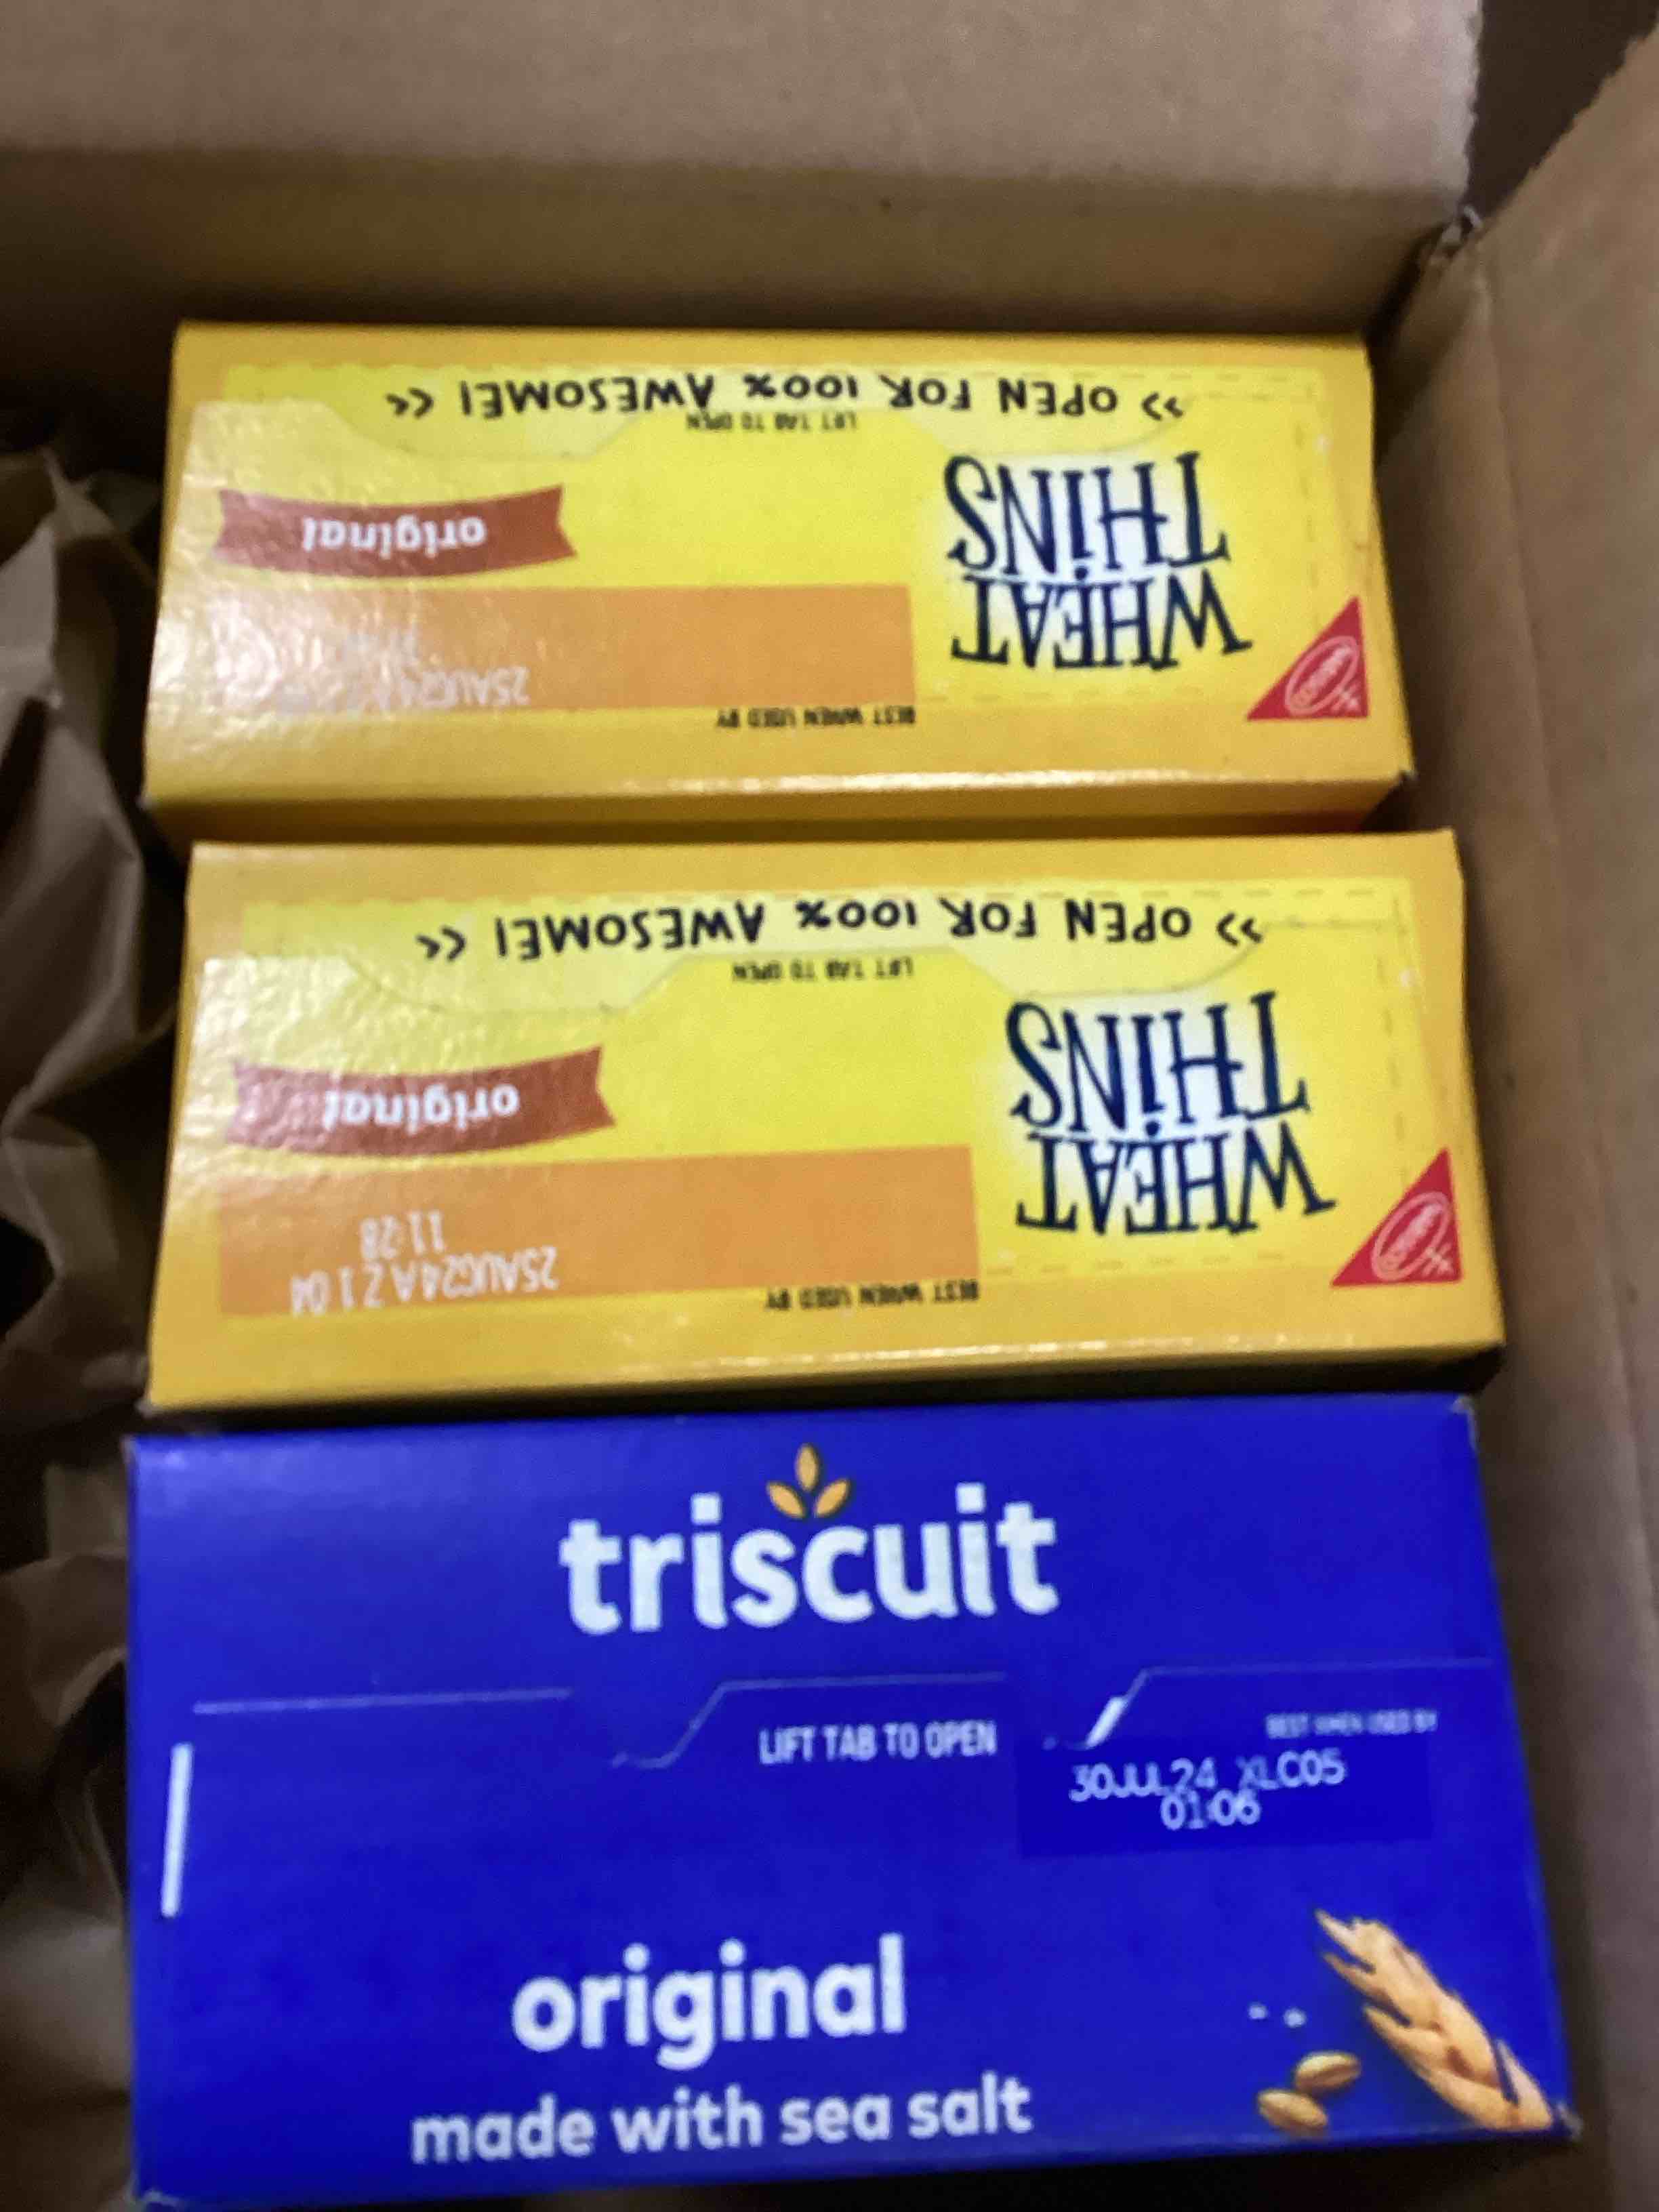 >> OPEN FOR 100% AWESOME! <<
LIFT TAB TO OPEN
WHEAT
THINS
original
BEST WHEN USED BY
25AUG24
>> OPEN FOR 100% AWESOME! <<
LIFT TAB TO OPEN
WHEAT
THINS
original
BEST WHEN USED BY
25AUG24 A Z 1 04
11:28
triscuit
LIFT TAB TO OPEN
BEST WHEN USED BY
30JUL24 XLC05
01:06
original
made with sea salt